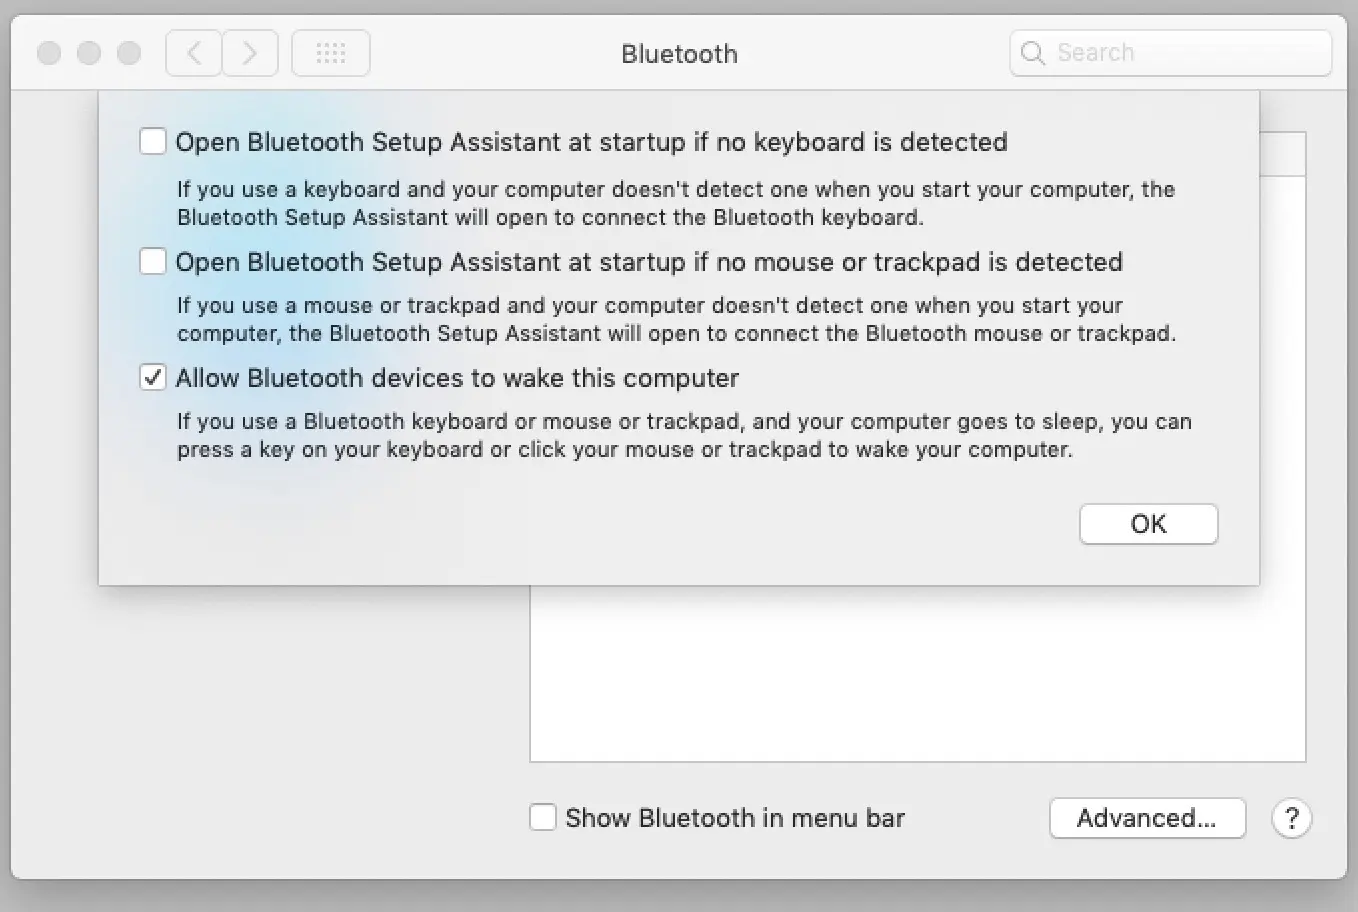 Bluetooth
Search
Open Bluetooth Setup Assistant at startup if no keyboard is detected
If you use a keyboard and your computer doesn't detect one when you start your computer, the
Bluetooth Setup Assistant will open to connect the Bluetooth keyboard.
Open Bluetooth Setup Assistant at startup if no mouse or trackpad is detected
If you use a mouse or trackpad and your computer doesn't detect one when you start your
computer, the Bluetooth Setup Assistant will open to connect the Bluetooth mouse or trackpad.
Allow Bluetooth devices to wake this computer
If you use a Bluetooth keyboard or mouse or trackpad, and your computer goes to sleep, you can
press a key on your keyboard or click your mouse or trackpad to wake your computer.
OK
Show Bluetooth in menu bar
Advanced...
?